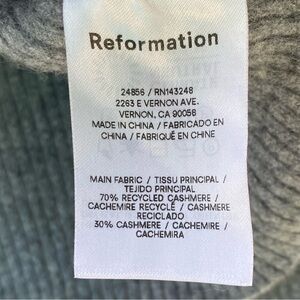 Reformation
24856 / RN143248
2263 E VERNON AVE.
VERNON, CA 90058
MADE IN CHINA / FABRICADO EN
CHINA / FABRIQUÉ EN CHINE
MAIN FABRIC / TISSU PRINCIPAL /
TEJIDO PRINCIPAL
70% RECYCLED CASHMERE /
CACHEMIRE RECYCLÉ / CASHMERE
RECICLADO
30% CASHMERE / CACHEMIRE /
CACHEMIRA